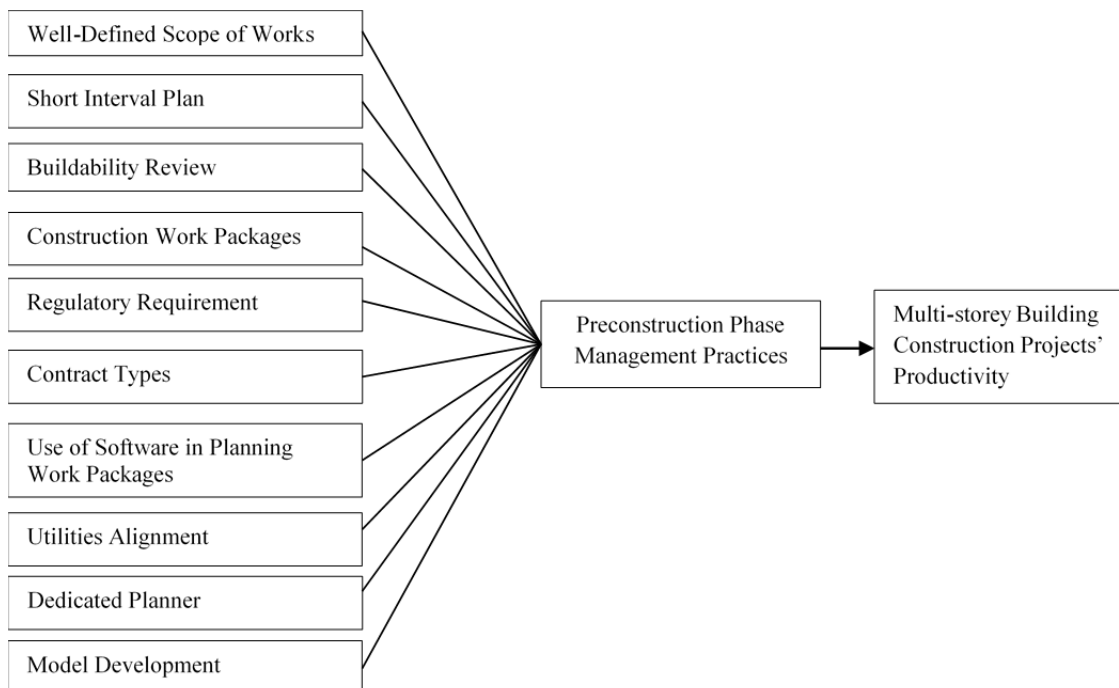 Well-Defined Scope of Works
Short Interval Plan
Buildability Review
Construction Work Packages
Regulatory Requirement
Contract Types
Use of Software in Planning
Work Packages
Utilities Alignment
Dedicated Planner
Model Development
Preconstruction Phase
Management Practices
Multi-storey Building
Construction Projects’
Productivity